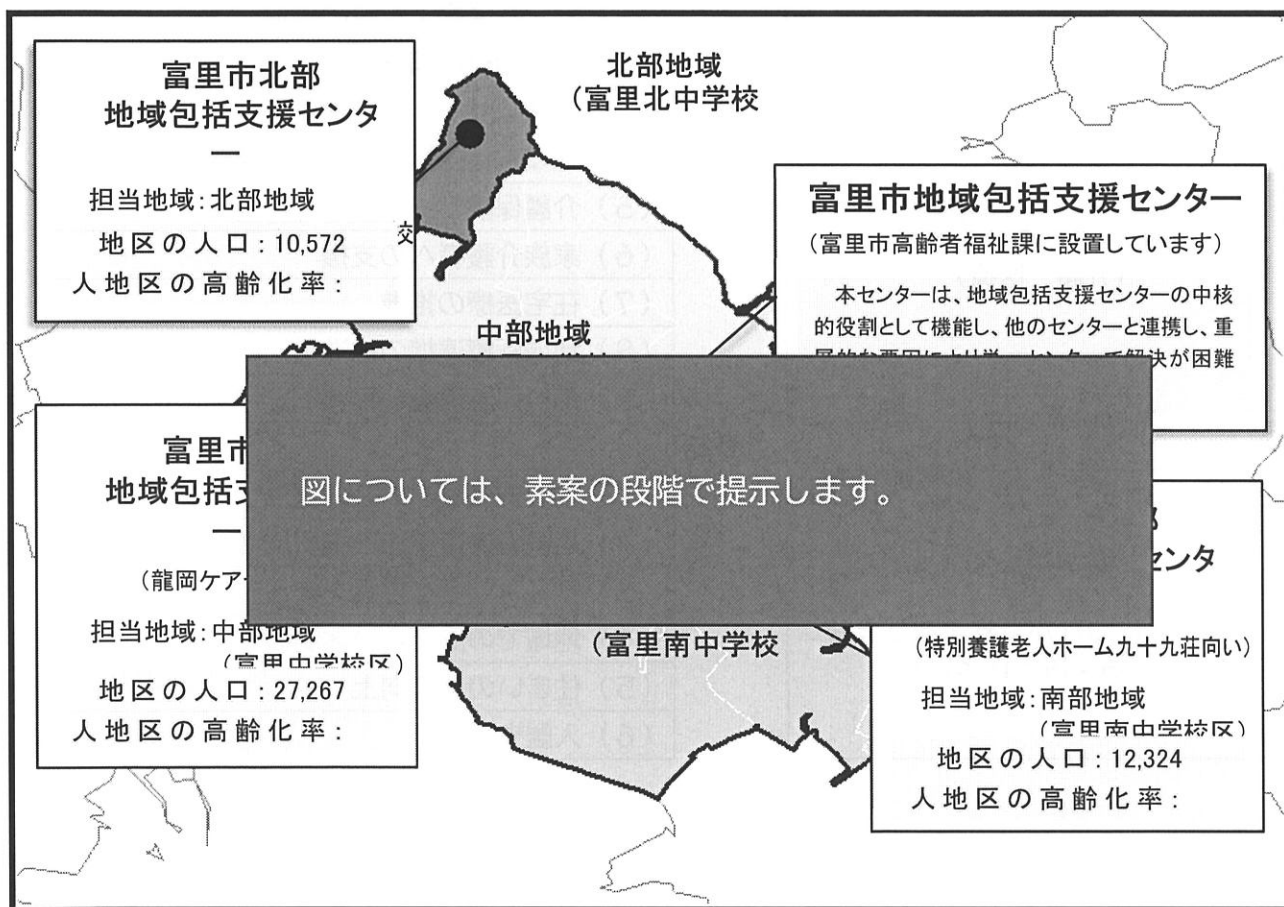 富里市北部
地域包括支援センタ
ー
担当地域：北部地域
地区の人口：10,572
人地区の高齢化率：
校
北部地域
（富里北中学校
富里市地域包括支援センター
（富里市高齢者福祉課に設置しています）
本センターは、地域包括支援センターの中核
的役割として機能し、他のセンターと連携し、重
決が困難
中部地域
図については、素案の段階で提示します。
富里市
地域包括支
ー
（龍岡ケア
担当地域：中部地域
（富里中学校区）
地区の人口：27,267
人地区の高齢化率：
（富里南中学校
センタ
（特別養護老人ホーム九十九荘向い）
担当地域：南部地域
（富里南中学校区）
地区の人口：12,324
人地区の高齢化率：